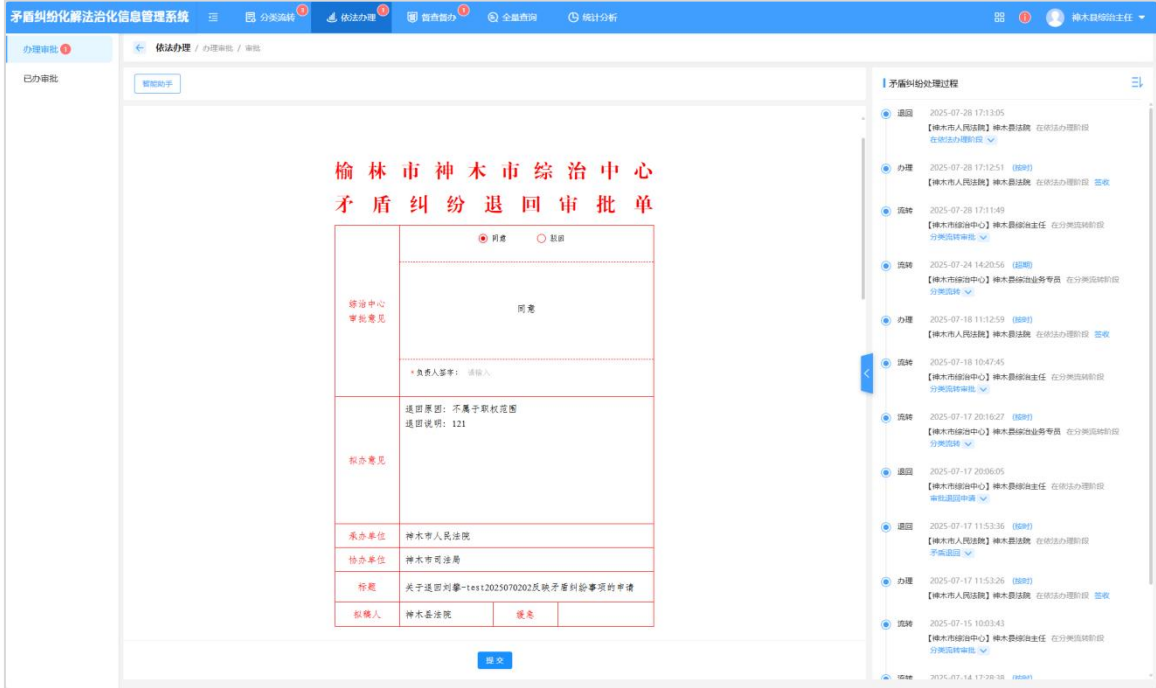 矛盾纠纷化解法治化信息管理系统
分类流转 1
依法办理 1
督查督办 1
全量查询
统计分析
1
神木县综治主任
办理审批 1
已办审批
依法办理 / 办理审批 / 审批
智能助手
榆林市神木市综治中心
矛盾纠纷退回审批单
综治中心
审批意见
同意
驳回
同意
*负责人签字： 请输入
拟办意见
退回原因：不属于职权范围
退回说明：121
承办单位 神木市人民法院
协办单位 神木市司法局
标题 关于退回刘攀-test2025070202反映矛盾纠纷事项的申请
拟稿人 神木县法院 缓急
提交
矛盾纠纷处理过程
退回 2025-07-28 17:13:05
【神木市人民法院】神木县法院 在依法办理阶段
在依法办理阶段
办理 2025-07-28 17:12:51 (按时)
【神木市人民法院】神木县法院 在依法办理阶段 签收
流转 2025-07-28 17:11:49
【神木市综治中心】神木县综治主任 在分类流转阶段
分类流转审批
流转 2025-07-24 14:20:56 (超期)
【神木市综治中心】神木县综治业务专员 在分类流转阶段
分类流转
办理 2025-07-18 11:12:59 (按时)
【神木市人民法院】神木县法院 在依法办理阶段 签收
流转 2025-07-18 10:47:45
【神木市综治中心】神木县综治主任 在分类流转阶段
分类流转审批
流转 2025-07-17 20:16:27 (按时)
【神木市综治中心】神木县综治业务专员 在分类流转阶段
分类流转
退回 2025-07-17 20:06:05
【神木市综治中心】神木县综治主任 在依法办理阶段
审批退回申请
退回 2025-07-17 11:53:36 (按时)
【神木市人民法院】神木县法院 在依法办理阶段
矛盾退回
办理 2025-07-17 11:53:26 (按时)
【神木市人民法院】神木县法院 在依法办理阶段 签收
流转 2025-07-15 10:03:43
【神木市综治中心】神木县综治主任 在分类流转阶段
分类流转审批
流转 2025-07-14 17:28:38 (按时)